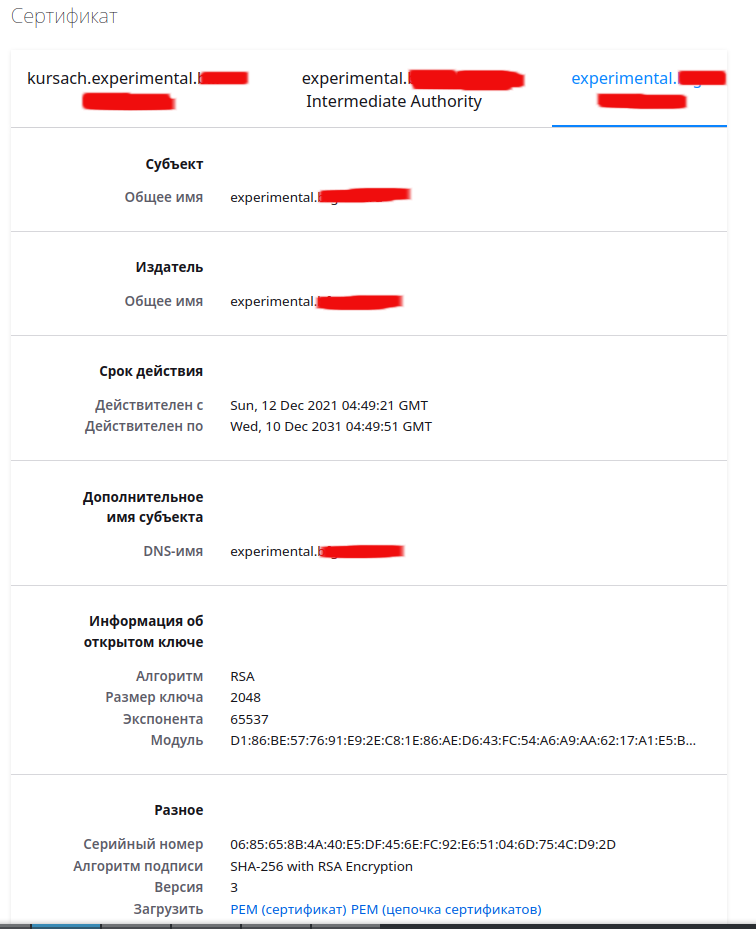 Сертификат
kursach.experimental.
experimental.
Intermediate Authority
experimental.
Субъект
Общее имя experimental.
Издатель
Общее имя experimental.
Срок действия
Действителен с Sun, 12 Dec 2021 04:49:21 GMT
Действителен по Wed, 10 Dec 2031 04:49:51 GMT
Дополнительное
имя субъекта
DNS-имя experimental.
Информация об
открытом ключе
Алгоритм RSA
Размер ключа 2048
Экспонента 65537
Модуль D1:86:BE:57:76:91:E9:2E:C8:1E:86:AE:D6:43:FC:54:A6:A9:AA:62:17:A1:E5:B...
Разное
Серийный номер 06:85:65:8B:4A:40:E5:DF:45:6E:FC:92:E6:51:04:6D:75:4C:D9:2D
Алгоритм подписи SHA-256 with RSA Encryption
Версия 3
Загрузить PEM (сертификат) PEM (цепочка сертификатов)